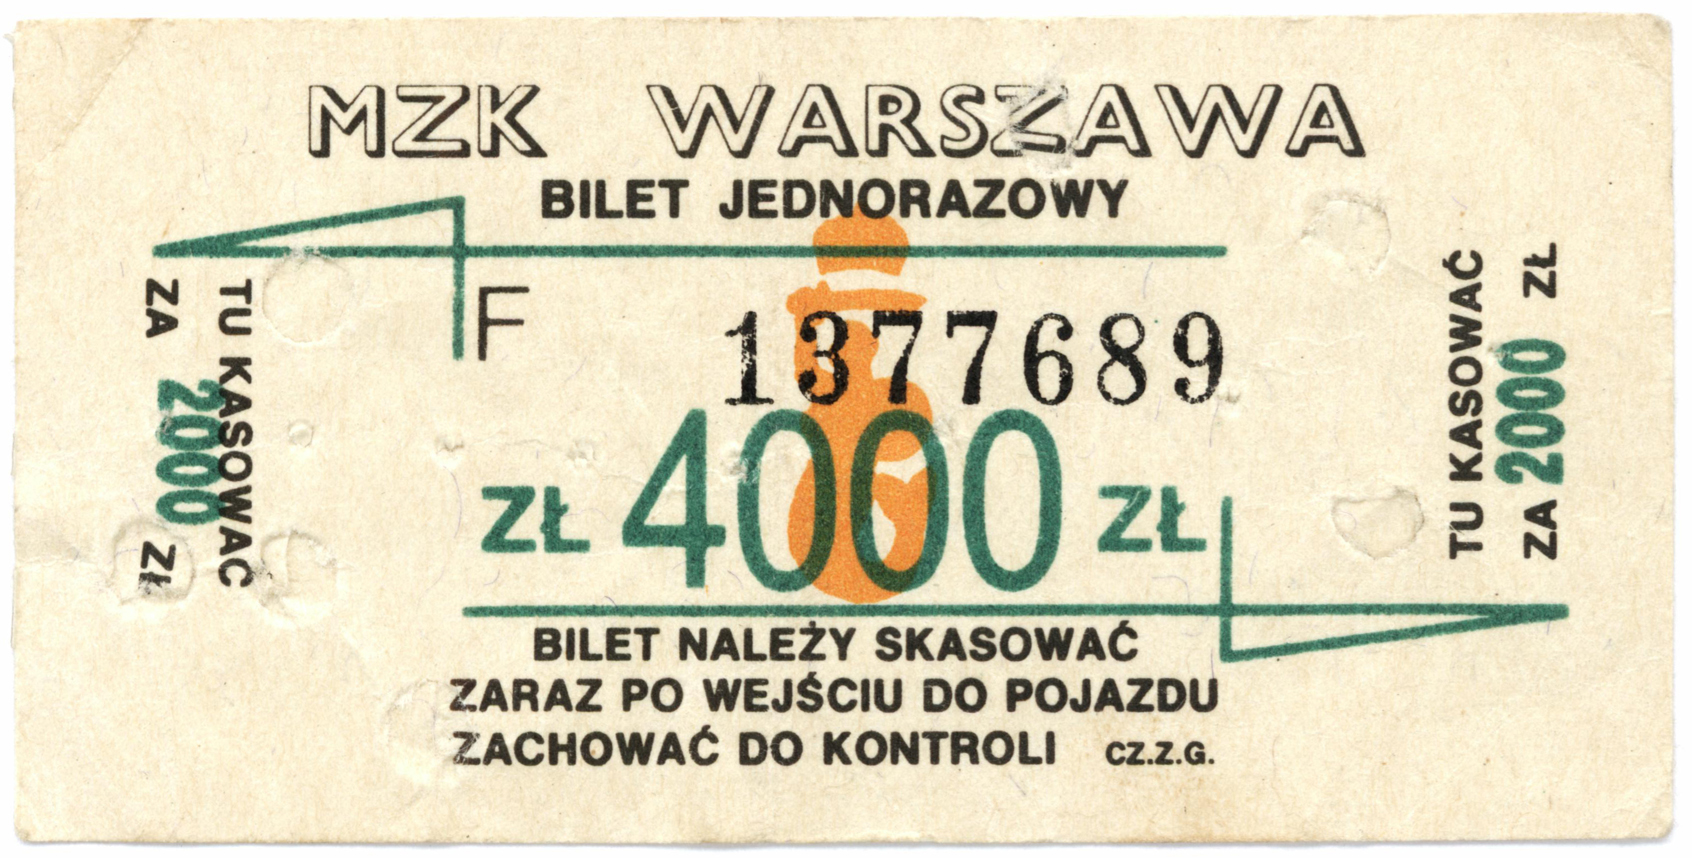 MZK WARSZAWA
BILET JEDNORAZOWY
F 1377689
ZŁ 4000 ZŁ
BILET NALEŻY SKASOWAĆ
ZARAZ PO WEJŚCIU DO POJAZDU
ZACHOWAĆ DO KONTROLI CZ.Z.G.
TU KASOWAĆ
ZA 2000 ZŁ
TU KASOWAĆ
ZA 2000 ZŁ